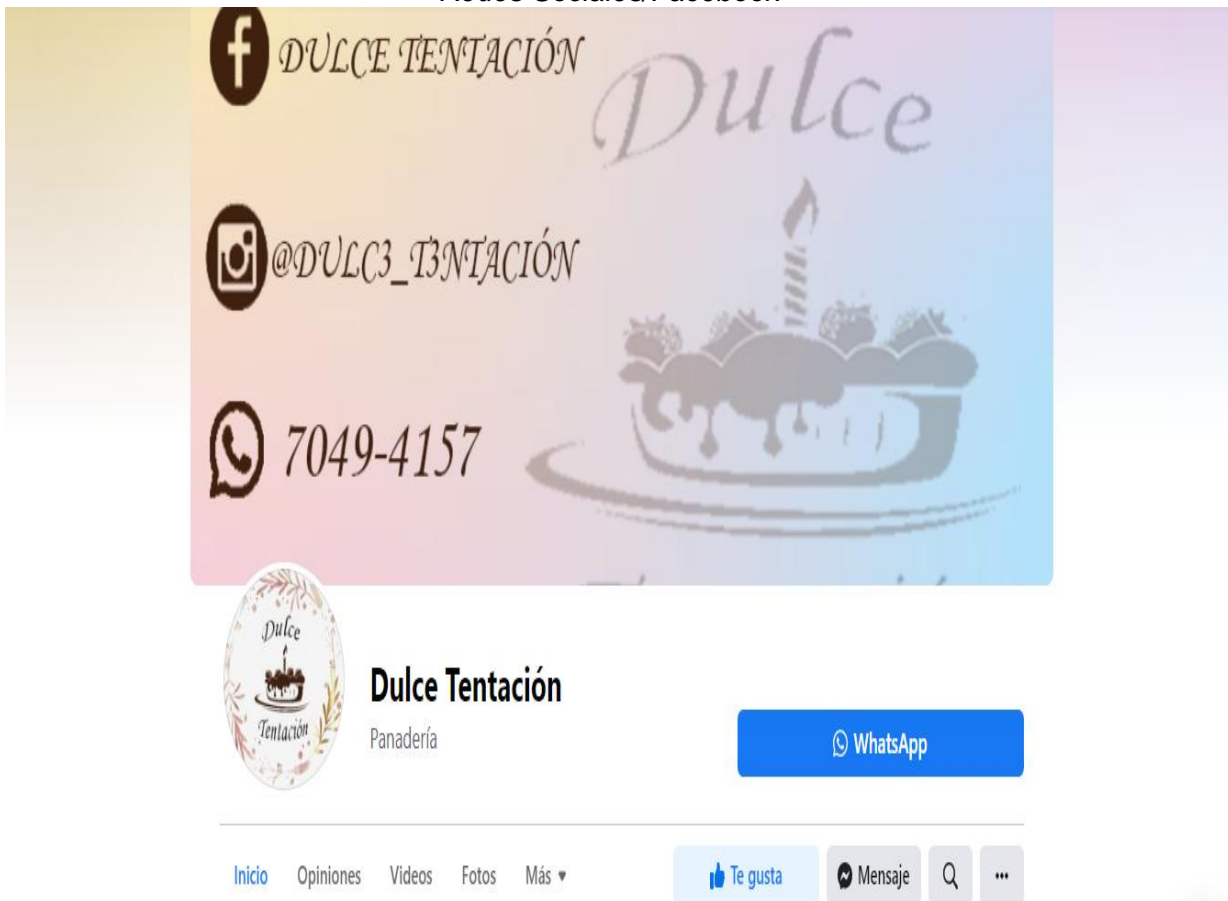 DULCE TENTACIÓN
Dulce
@DULC3_T3NTACIÓN
7049-4157
Dulce
Tentación
Dulce Tentación
Panadería
WhatsApp
Inicio Opiniones Videos Fotos Más
Te gusta Mensaje